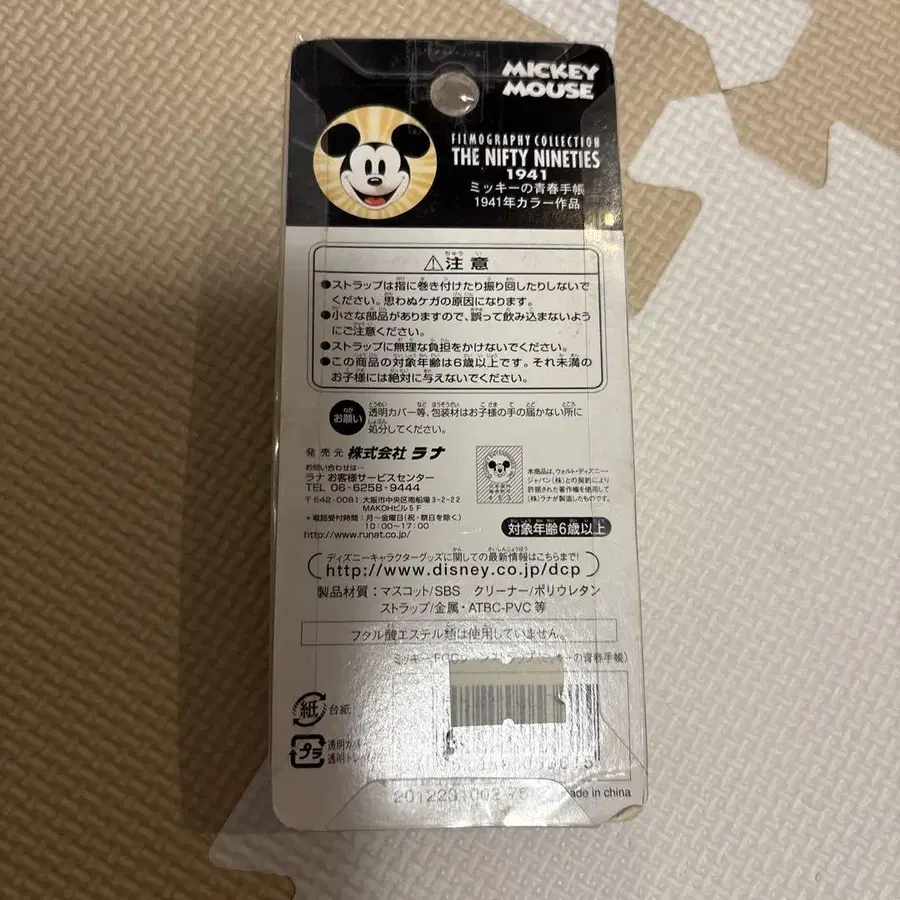 MICKEY
MOUSE
FILMOGRAPHY COLLECTION
THE NIFTY NINETIES
1941
ミッキーの青春手帳
1941年カラー作品
⚠注意
●ストラップは指に巻き付けたり振り回したりしないで
ください。思わぬケガの原因になります。
●小さな部品がありますので、誤って飲み込まないよう
にご注意ください。
●ストラップに無理な負担をかけないでください。
●この商品の対象年齢は6歳以上です。それ未満の
お子様には絶対に与えないでください。
お願い
透明カバー等、包装材はお子様の手の届かない所に
処分してください。
発売元 株式会社 ラナ
お問い合わせは…
ラナ お客様サービスセンター
TEL 06-6258-9444
〒542-0081 大阪市中央区南船場3-2-22
MAKOHビル5F
*電話受付時間：月〜金曜日(祝・祭日を除く)
10:00〜17:00
http://www.runat.co.jp/
本商品は、ウォルト・ディズニー・
ジャパン(株)との契約により
許諾された著作権を使用して
(株)ラナが製造したものです。
対象年齢6歳以上
ディズニーキャラクターグッズに関しての最新情報はこちらまで!
http://www.disney.co.jp/dcp
製品材質：マスコット/SBS クリーナー/ポリウレタン
ストラップ/金属・ATBC-PVC 等
フタル酸エステル類は使用していません。
ミッキー
の青春手帳)
紙 台紙
プラ
透明カバ
透明トレ
made in china